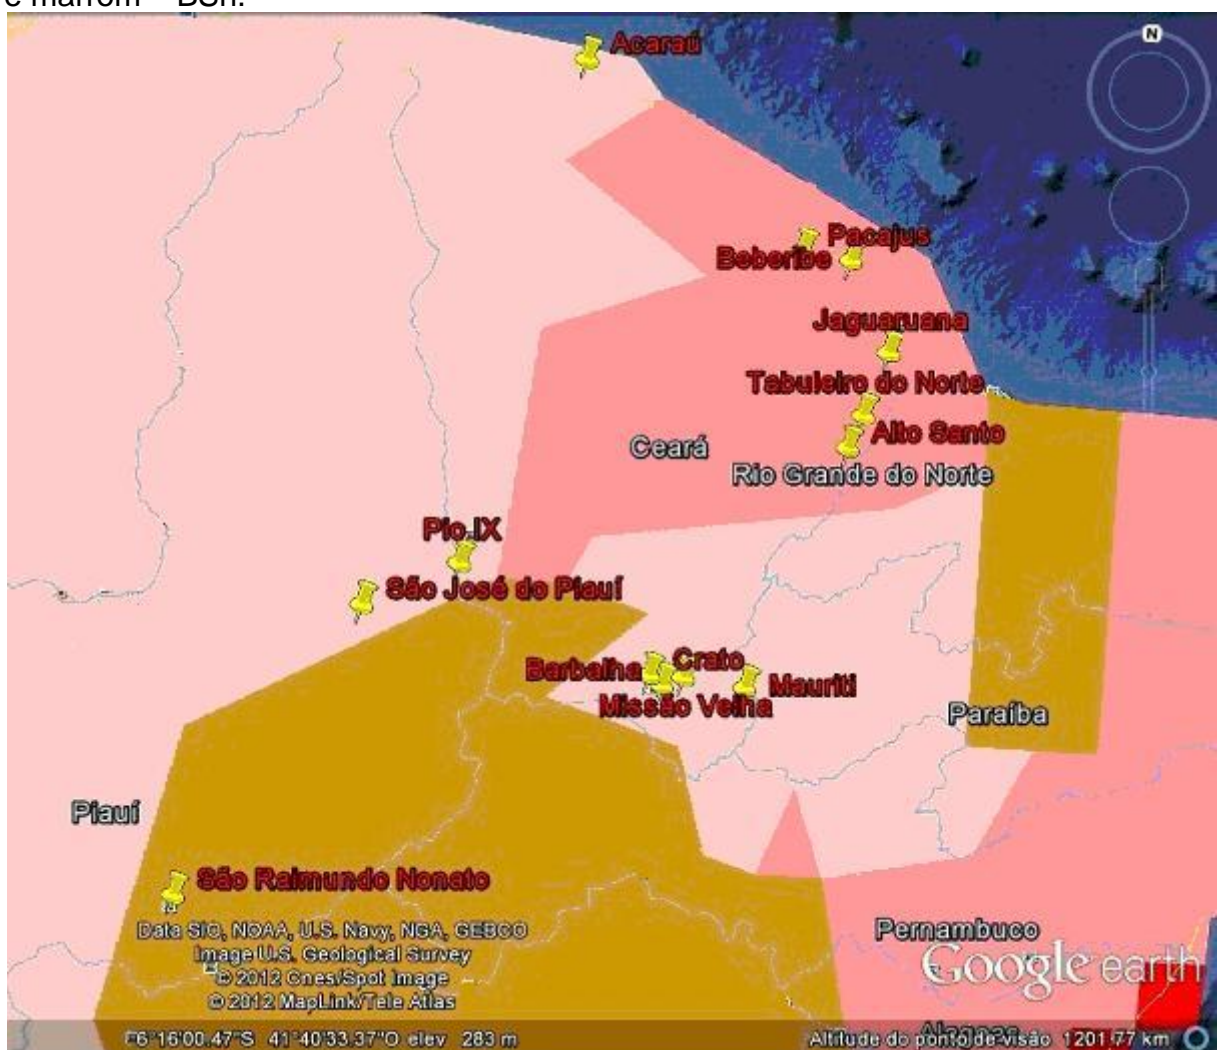 e marrom – BSh.
N
Acaraú
Pacajus
Beberibe
Jaguaruana
Tabuleiro do Norte
Alto Santo
Ceará
Rio Grande do Norte
Pio IX
São José do Piauí
Barbalha
Crato
Missão Velha
Mauriti
Paraíba
Piauí
São Raimundo Nonato
Data SIO, NOAA, U.S. Navy, NGA, GEBCO
Image U.S. Geological Survey
© 2012 Cnes/Spot Image
© 2012 MapLink/Tele Atlas
Pernambuco
Google earth
6°16'00.47"S 41°40'33.37"O elev 283 m
Alagoas
Altitude do ponto de visão 1201.77 km